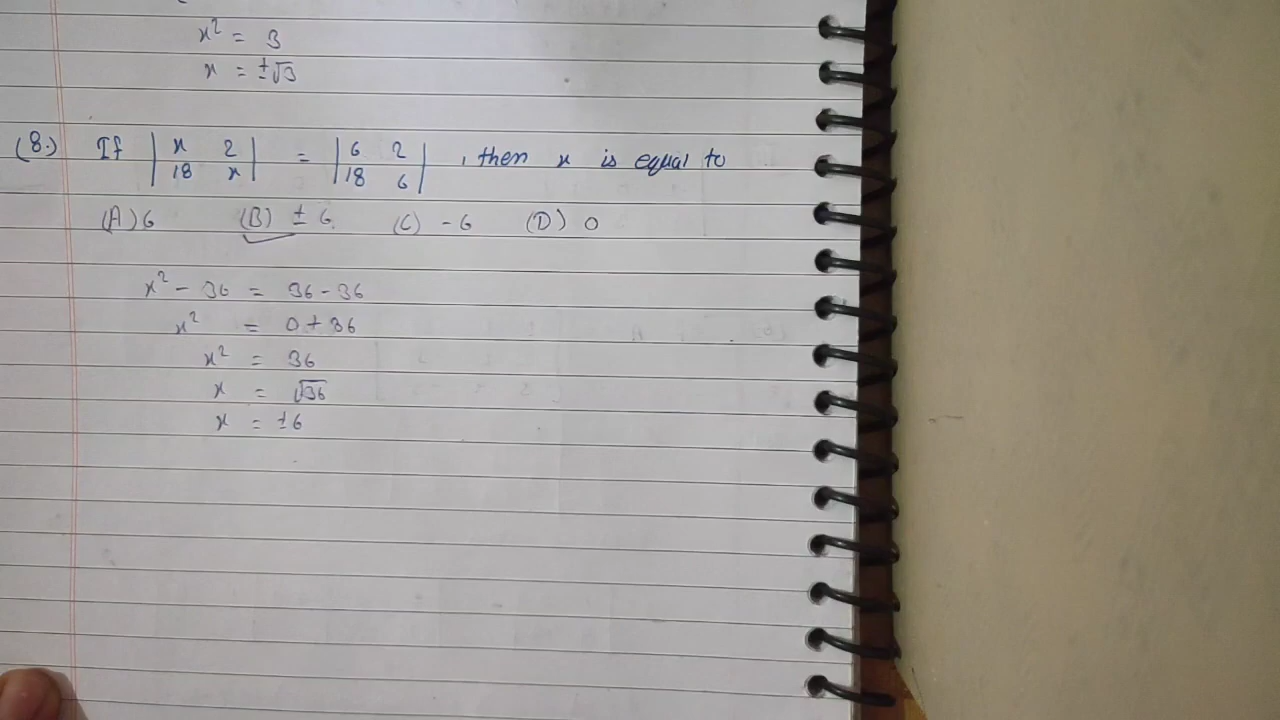 x² = 3
x = ±√3
(8.) If | x 2 | = | 6 2 | , then x is equal to
| 18 x | | 18 6 |
(A) 6 (B) ± 6 (C) - 6 (D) 0
x² - 36 = 36 - 36
x² = 0 + 36
x² = 36
x = √36
x = ±6